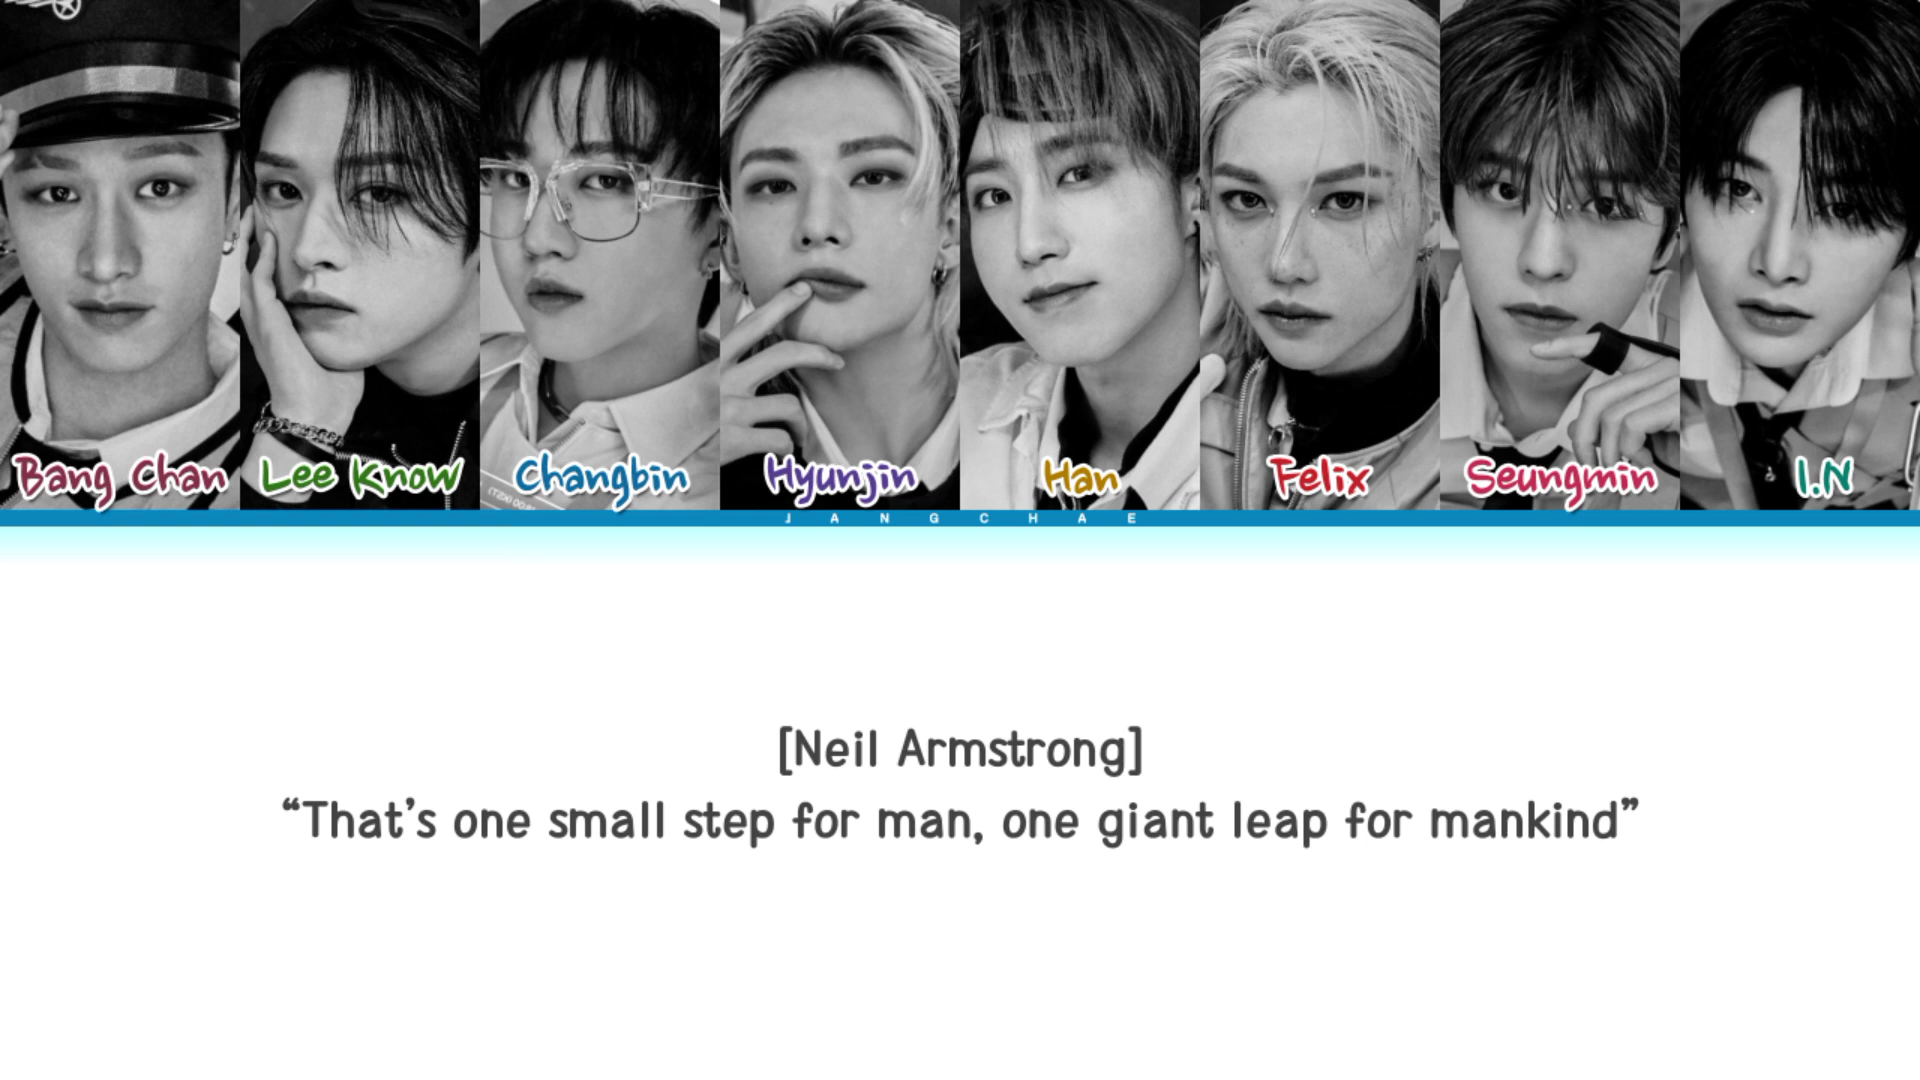 Bang Chan Lee Know Changbin Hyunjin Han Felix Seungmin I.N
JANGCHAE
[Neil Armstrong]
“That’s one small step for man, one giant leap for mankind”